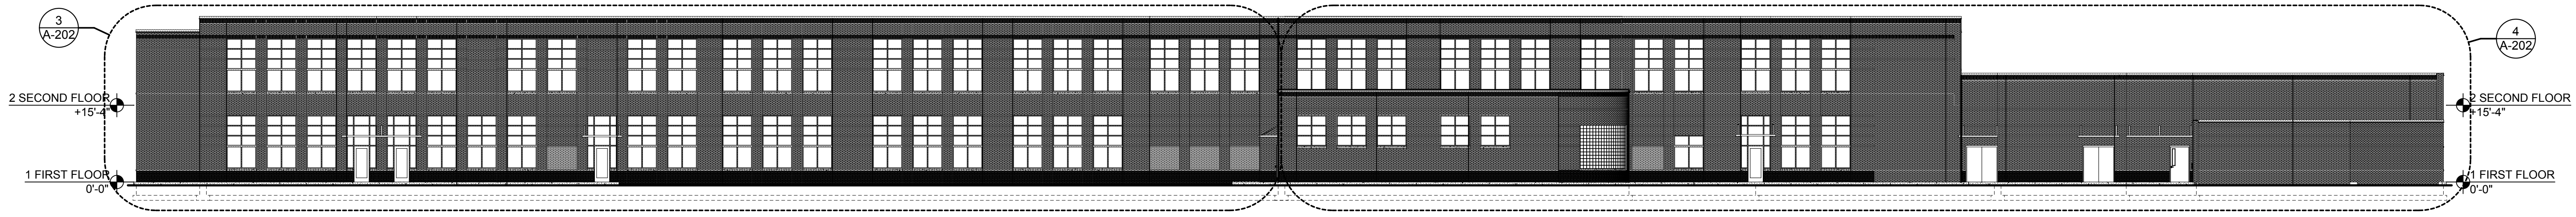 3
A-202
4
A-202
2 SECOND FLOOR
+15'-4"
2 SECOND FLOOR
+15'-4"
1 FIRST FLOOR
0'-0"
1 FIRST FLOOR
0'-0"